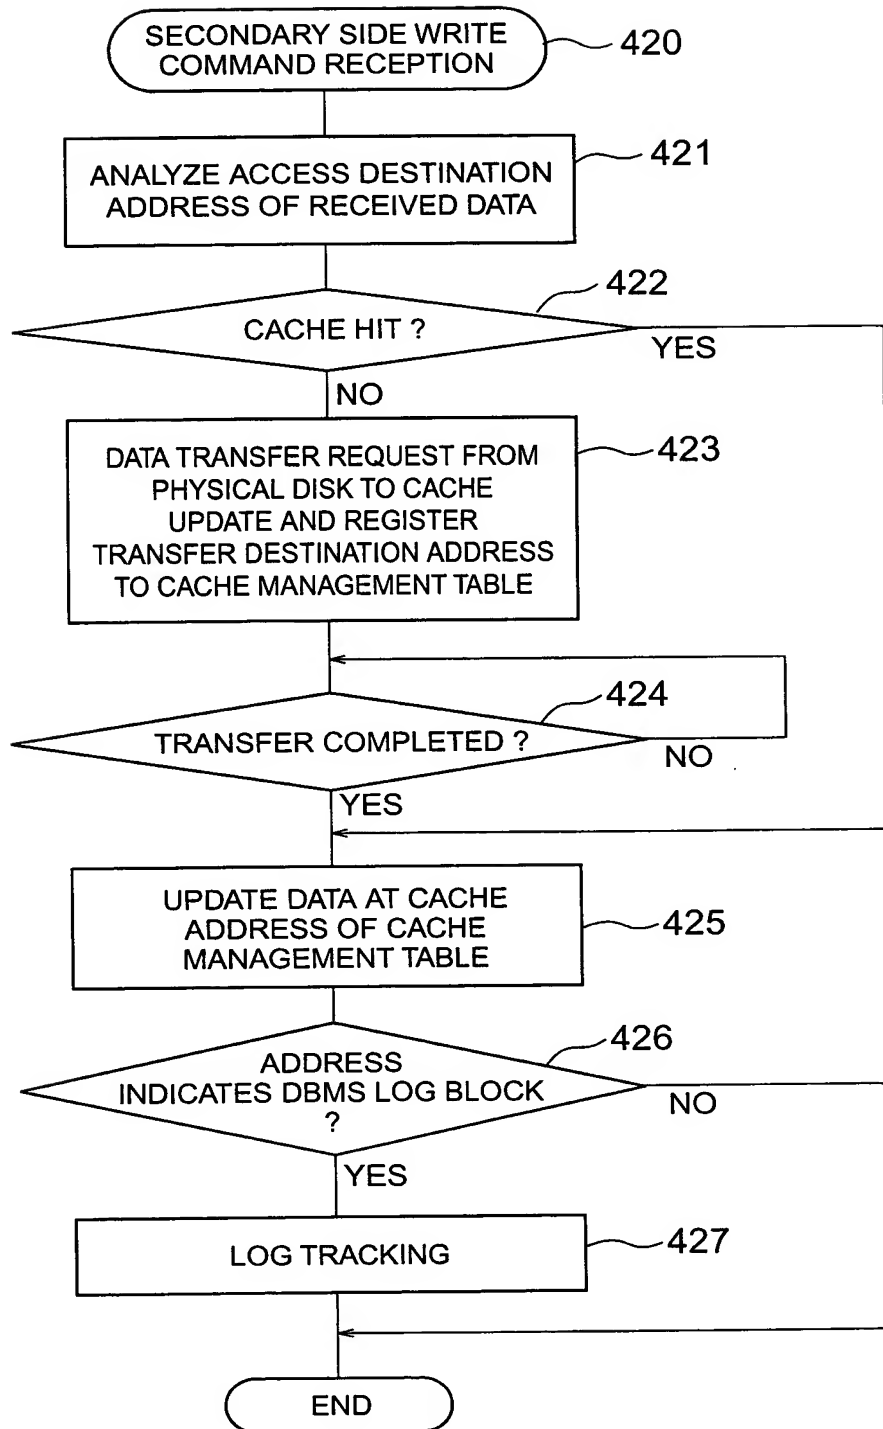 SECONDARY SIDE WRITE
COMMAND RECEPTION
420
ANALYZE ACCESS DESTINATION
ADDRESS OF RECEIVED DATA
421
CACHE HIT ?
422
YES
NO
DATA TRANSFER REQUEST FROM
PHYSICAL DISK TO CACHE
UPDATE AND REGISTER
TRANSFER DESTINATION ADDRESS
TO CACHE MANAGEMENT TABLE
423
TRANSFER COMPLETED ?
424
NO
YES
UPDATE DATA AT CACHE
ADDRESS OF CACHE
MANAGEMENT TABLE
425
ADDRESS
INDICATES DBMS LOG BLOCK
?
426
NO
YES
LOG TRACKING
427
END